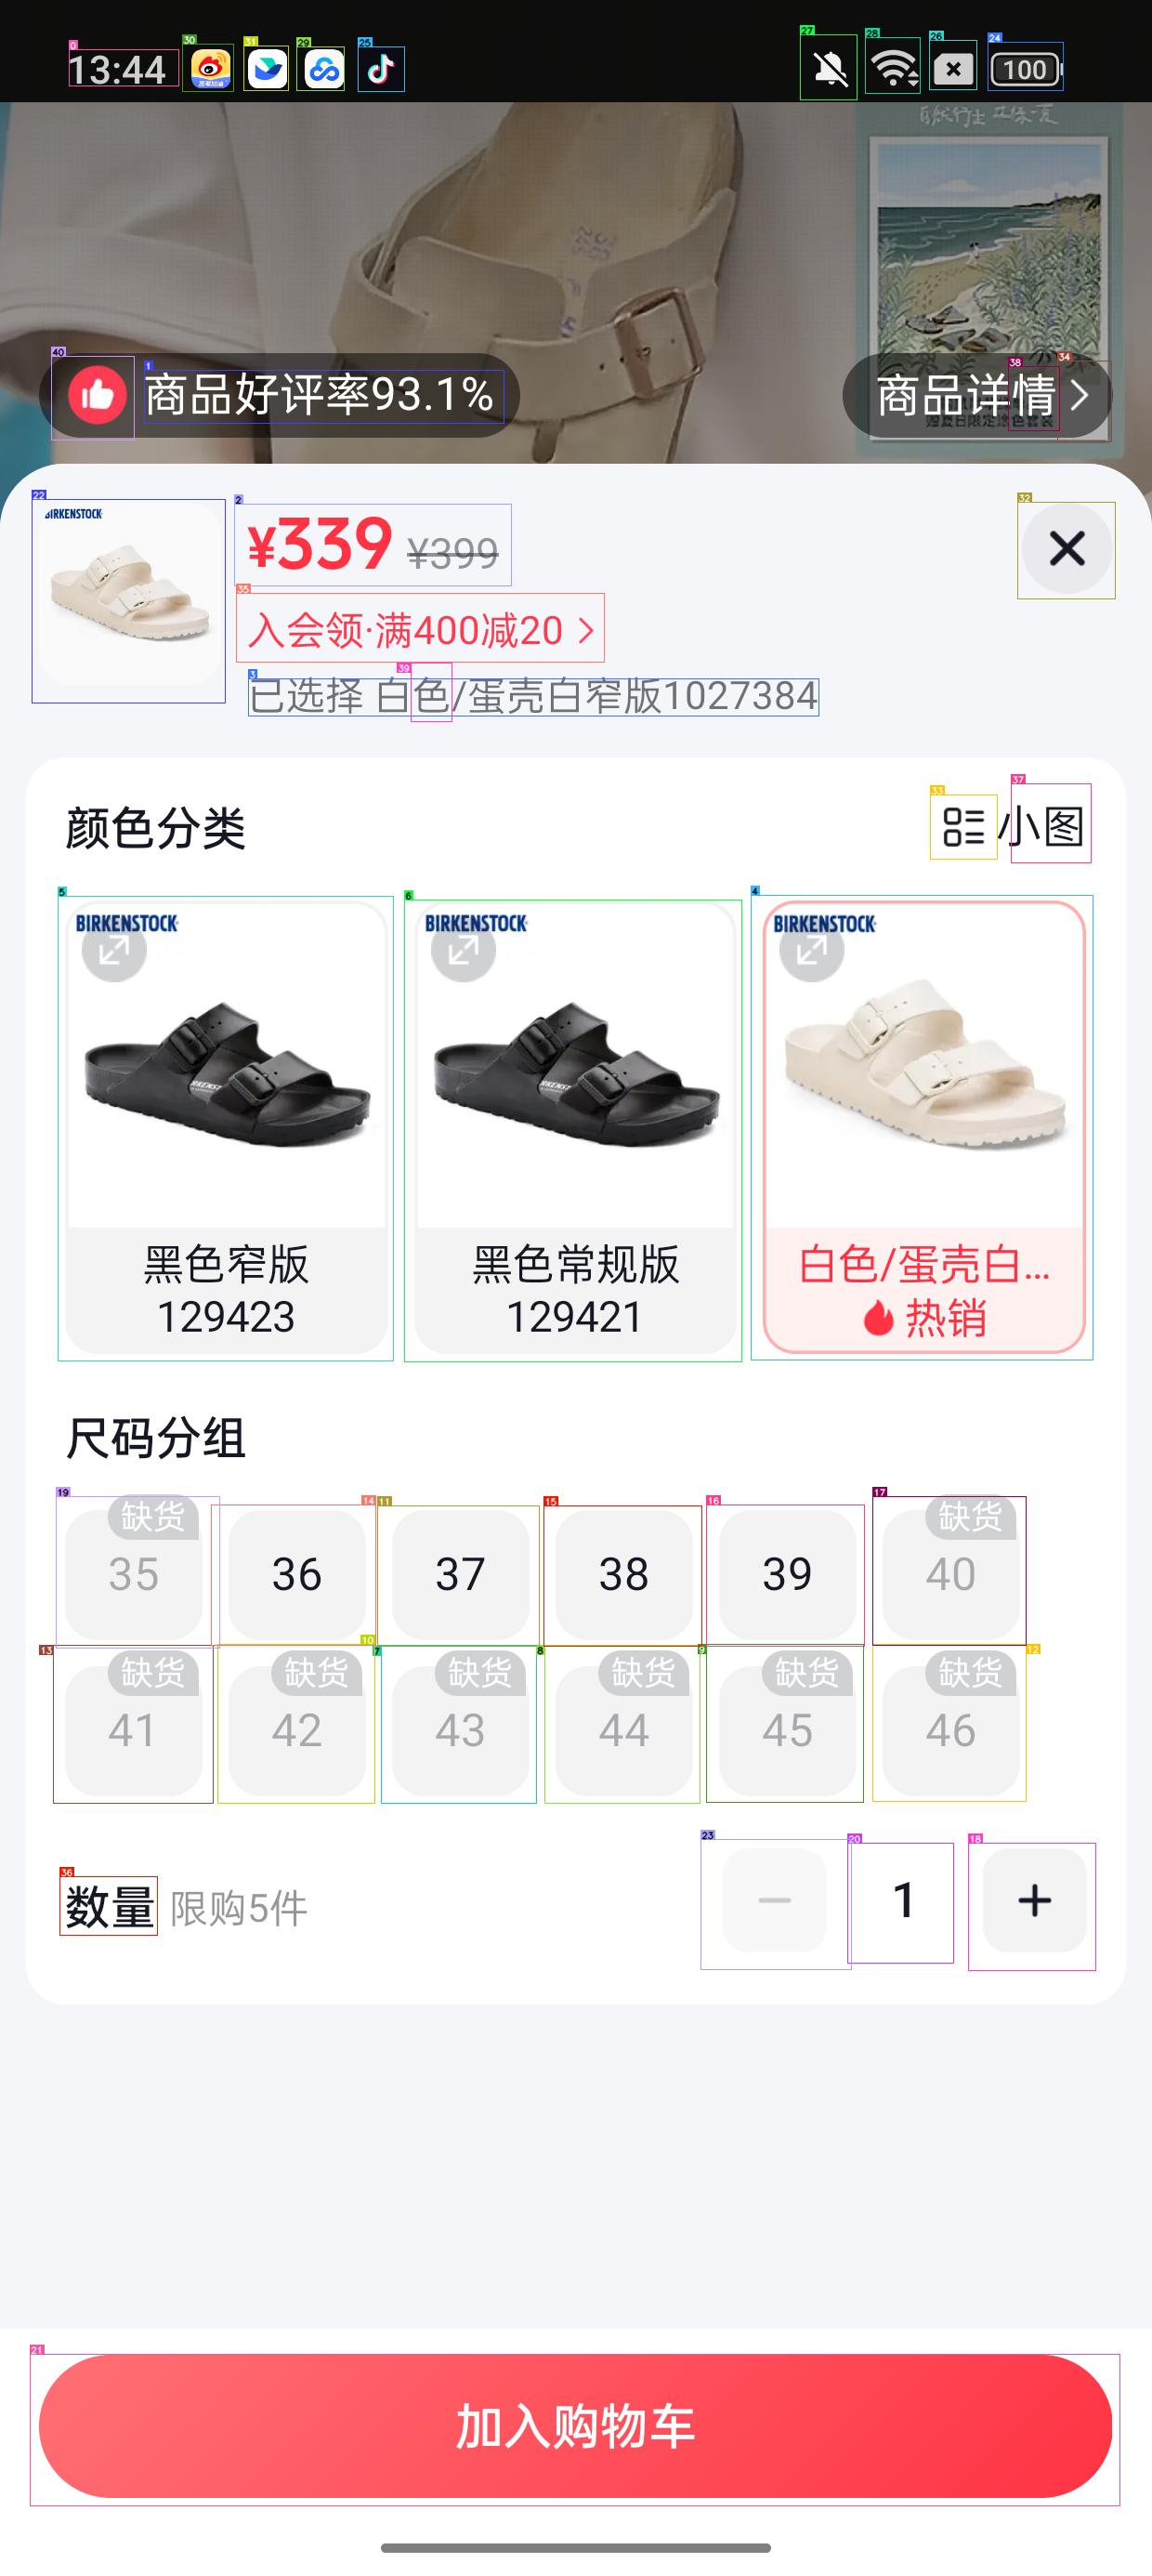 13:44
100
商品好评率93.1%
商品详情
BIRKENSTOCK
¥339 ¥399
入会领·满400减20
已选择 白色/蛋壳白窄版1027384
颜色分类
小图
BIRKENSTOCK
BIRKENSTOCK
BIRKENSTOCK
黑色窄版
129423
黑色常规版
129421
白色/蛋壳白...
热销
尺码分组
缺货
35
36
37
38
39
缺货
40
缺货
41
缺货
42
缺货
43
缺货
44
缺货
45
缺货
46
数量 限购5件
1
加入购物车